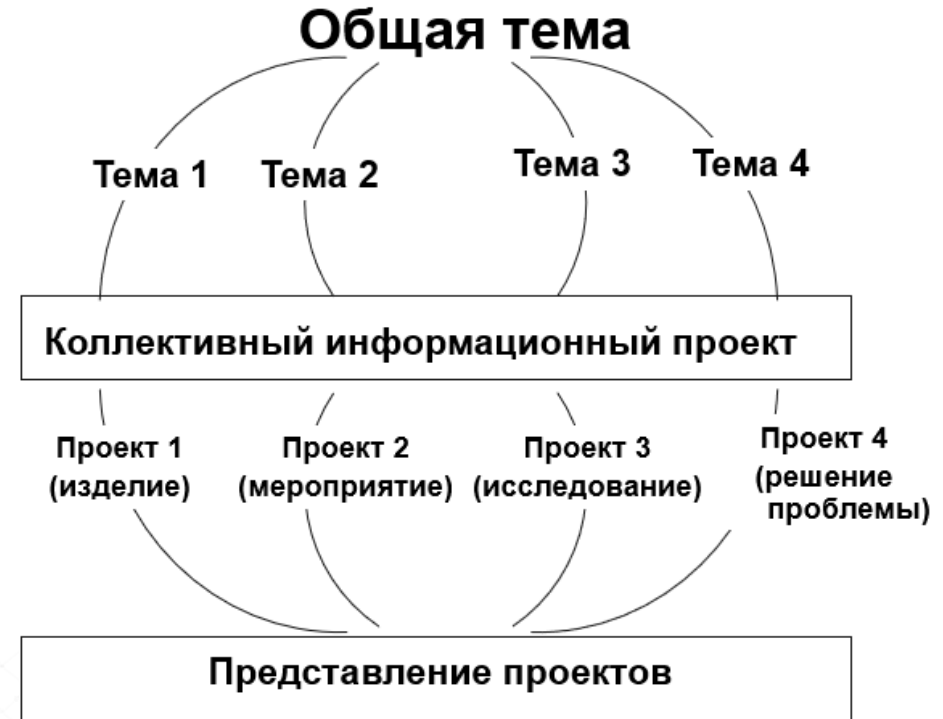 Общая тема
Тема 1
Тема 2
Тема 3
Тема 4
Коллективный информационный проект
Проект 1
(изделие)
Проект 2
(мероприятие)
Проект 3
(исследование)
Проект 4
(решение
проблемы)
Представление проектов